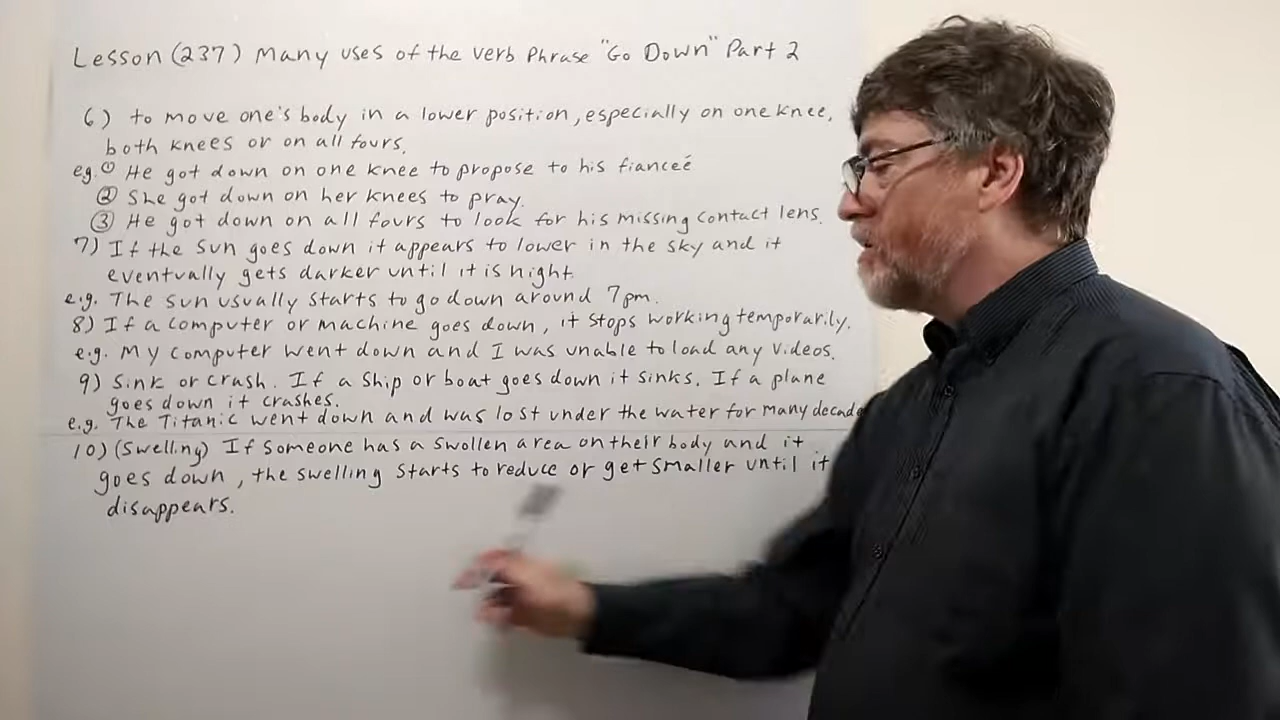 Lesson (237) Many uses of the verb Phrase "Go Down" Part 2
6) to move one's body in a lower position, especially on one knee,
both knees or on all fours.
eg. ① He got down on one knee to propose to his fianceé
② She got down on her knees to pray.
③ He got down on all fours to look for his missing contact lens.
7) If the sun goes down it appears to lower in the sky and it
eventually gets darker until it is night
e.g. The sun usually starts to go down around 7pm.
8) If a computer or machine goes down, it stops working temporarily.
e.g. My computer went down and I was unable to load any videos.
9) Sink or crash. If a ship or boat goes down it sinks. If a plane
goes down it crashes.
e.g. The Titanic went down and was lost under the water for many decade
10) (Swelling) If someone has a swollen area on their body and it
goes down, the swelling starts to reduce or get smaller until it
disappears.